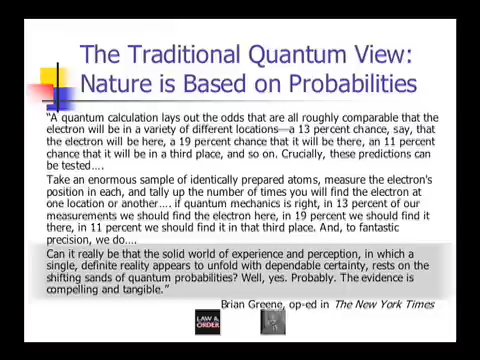 The Traditional Quantum View:
Nature is Based on Probabilities
“A quantum calculation lays out the odds that are all roughly comparable that the
electron will be in a variety of different locations—a 13 percent chance, say, that
the electron will be here, a 19 percent chance that it will be there, an 11 percent
chance that it will be in a third place, and so on. Crucially, these predictions can
be tested….
Take an enormous sample of identically prepared atoms, measure the electron's
position in each, and tally up the number of times you will find the electron at
one location or another…. if quantum mechanics is right, in 13 percent of our
measurements we should find the electron here, in 19 percent we should find it
there, in 11 percent we should find it in that third place. And, to fantastic
precision, we do….
Can it really be that the solid world of experience and perception, in which a
single, definite reality appears to unfold with dependable certainty, rests on the
shifting sands of quantum probabilities? Well, yes. Probably. The evidence is
compelling and tangible.”
Brian Greene, op-ed in The New York Times
LAW &
ORDER